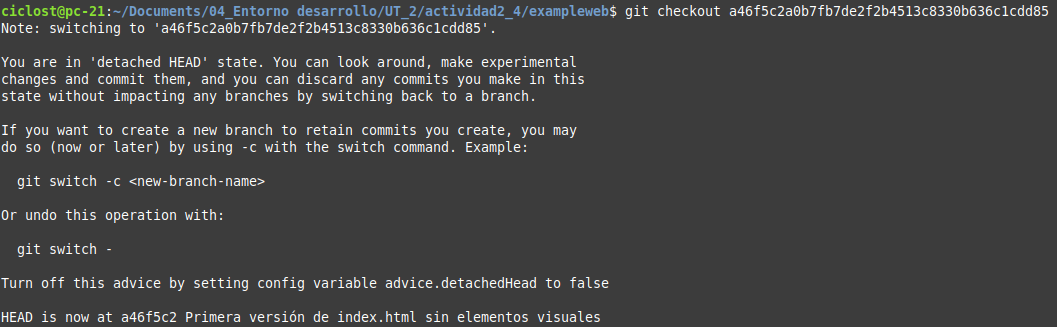 ciclost@pc-21:~/Documents/04_Entorno desarrollo/UT_2/actividad2_4/exampleweb$ git checkout a46f5c2a0b7fb7de2f2b4513c8330b636c1cdd85
Note: switching to 'a46f5c2a0b7fb7de2f2b4513c8330b636c1cdd85'.
You are in 'detached HEAD' state. You can look around, make experimental
changes and commit them, and you can discard any commits you make in this
state without impacting any branches by switching back to a branch.
If you want to create a new branch to retain commits you create, you may
do so (now or later) by using -c with the switch command. Example:
git switch -c <new-branch-name>
Or undo this operation with:
git switch -
Turn off this advice by setting config variable advice.detachedHead to false
HEAD is now at a46f5c2 Primera versión de index.html sin elementos visuales